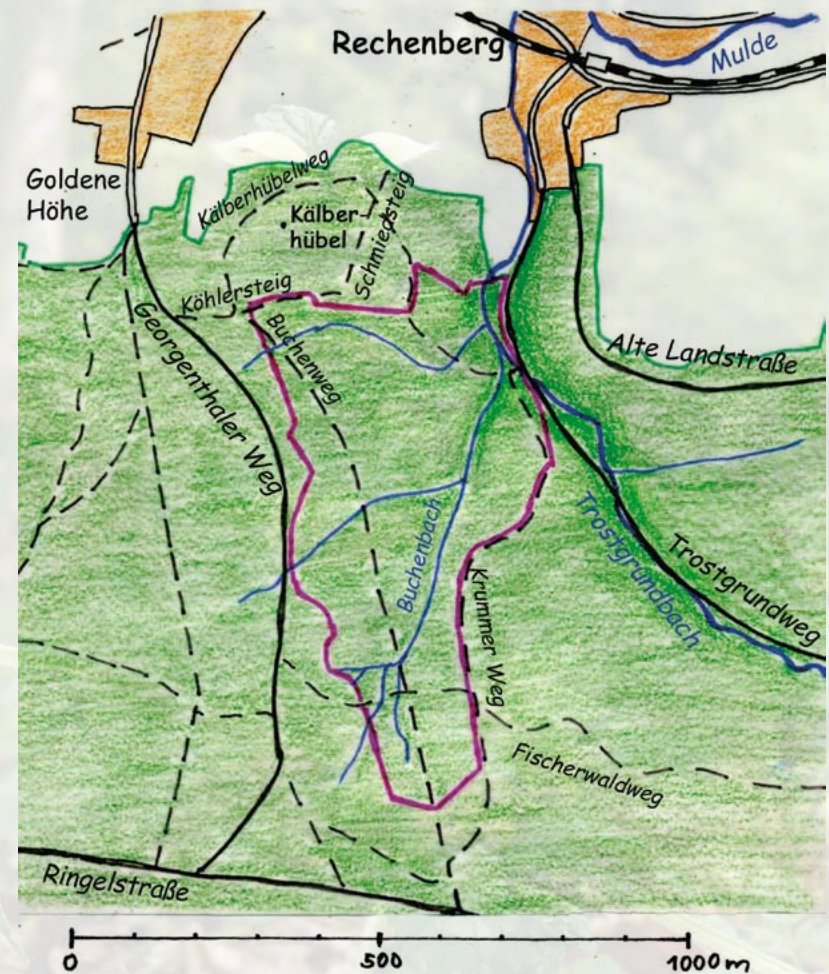 Rechenberg
Mulde
Goldene
Höhe
Kälberhübelweg
Kälber-
hübel
Schmiedsteig
Köhlersteig
Georgenthaler Weg
Buchenweg
Alte Landstraße
Buchenbach
Krummer Weg
Trostgrundbach
Trostgrundweg
Fischerwaldweg
Ringelstraße
0 500 1000 m